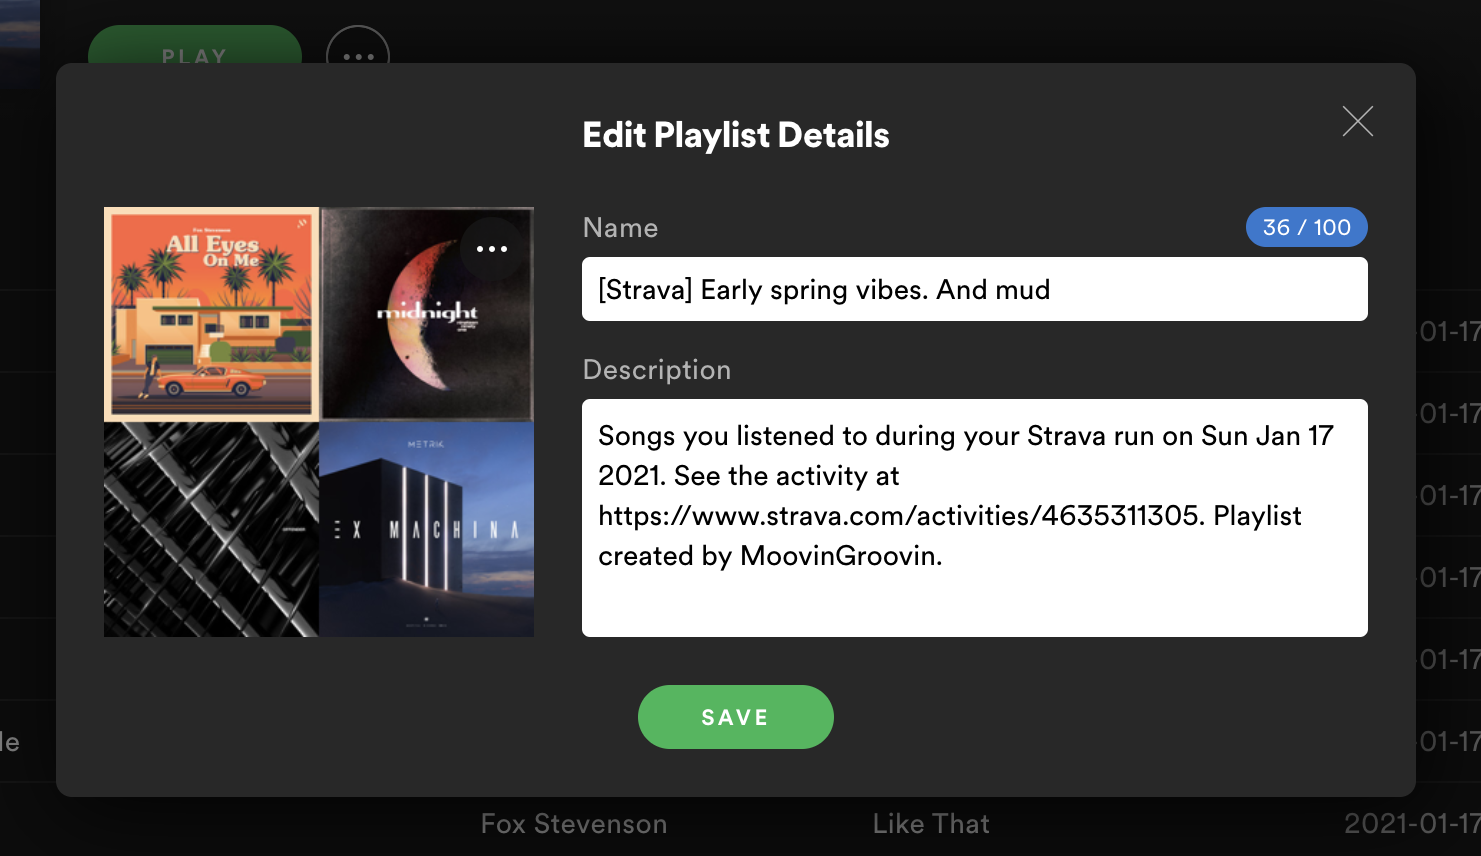 PLAY
Edit Playlist Details
Fox Stevenson
All Eyes
On Me
midnight
METRIK
EX MACHINA
Name
36 / 100
[Strava] Early spring vibes. And mud
Description
Songs you listened to during your Strava run on Sun Jan 17
2021. See the activity at
https://www.strava.com/activities/4635311305. Playlist
created by MoovinGroovin.
SAVE
-01-17
-01-17
-01-17
-01-17
-01-17
le
-01-17
Fox Stevenson
Like That
2021-01-17